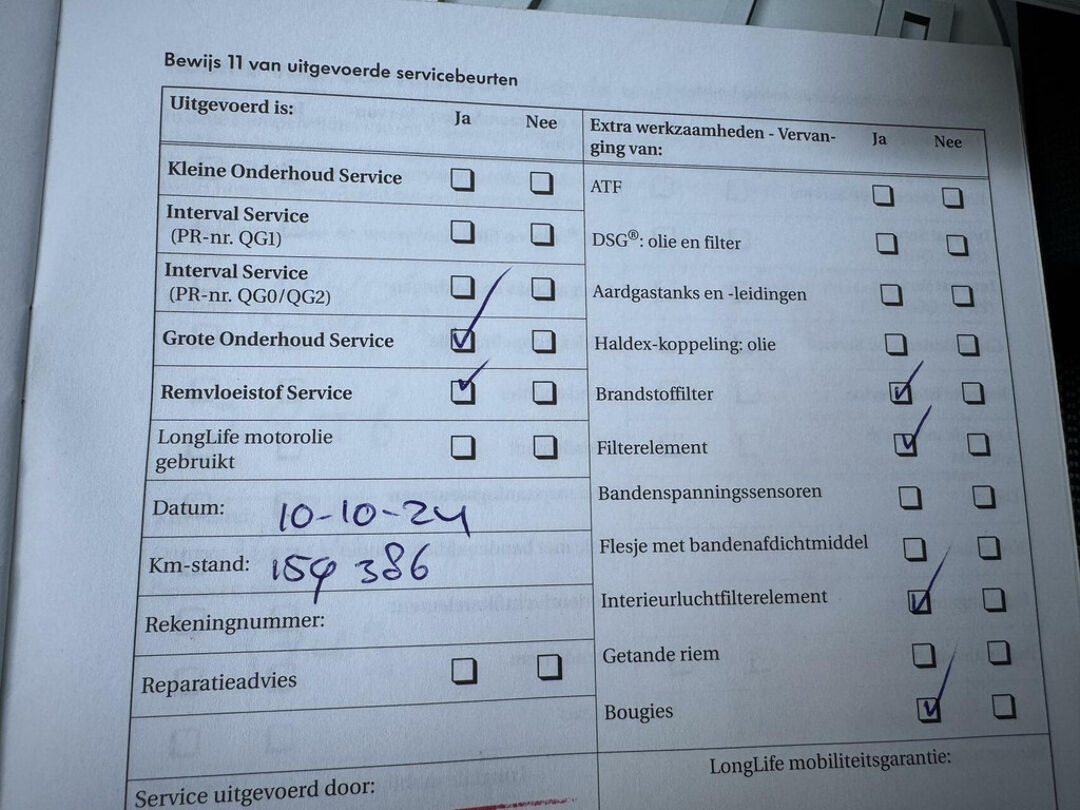 Bewijs 11 van uitgevoerde servicebeurten
Uitgevoerd is: Ja Nee
Kleine Onderhoud Service
Interval Service
(PR-nr. QG1)
Interval Service
(PR-nr. QG0/QG2)
Grote Onderhoud Service
Remvloeistof Service
LongLife motorolie
gebruikt
Datum: 10-10-24
Km-stand: 159 386
Rekeningnummer:
Reparatieadvies
Service uitgevoerd door:
Extra werkzaamheden - Vervan-
ging van: Ja Nee
ATF
DSG®: olie en filter
Aardgastanks en -leidingen
Haldex-koppeling: olie
Brandstoffilter
Filterelement
Bandenspanningssensoren
Flesje met bandenafdichtmiddel
Interieurluchtfilterelement
Getande riem
Bougies
LongLife mobiliteitsgarantie: